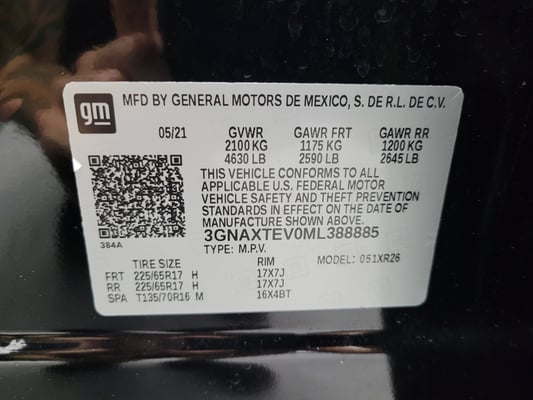 gm
MFD BY GENERAL MOTORS DE MEXICO, S. DE R.L. DE C.V.
05/21 GVWR GAWR FRT GAWR RR
2100 KG 1175 KG 1200 KG
4630 LB 2590 LB 2645 LB
THIS VEHICLE CONFORMS TO ALL
APPLICABLE U.S. FEDERAL MOTOR
VEHICLE SAFETY AND THEFT PREVENTION
STANDARDS IN EFFECT ON THE DATE OF
MANUFACTURE SHOWN ABOVE.
3GNAXTEV0ML388885
384A
TYPE: M.P.V.
TIRE SIZE RIM MODEL: 051XR26
FRT 225/65R17 H 17X7J
RR 225/65R17 H 17X7J
SPA T135/70R16 M 16X4BT